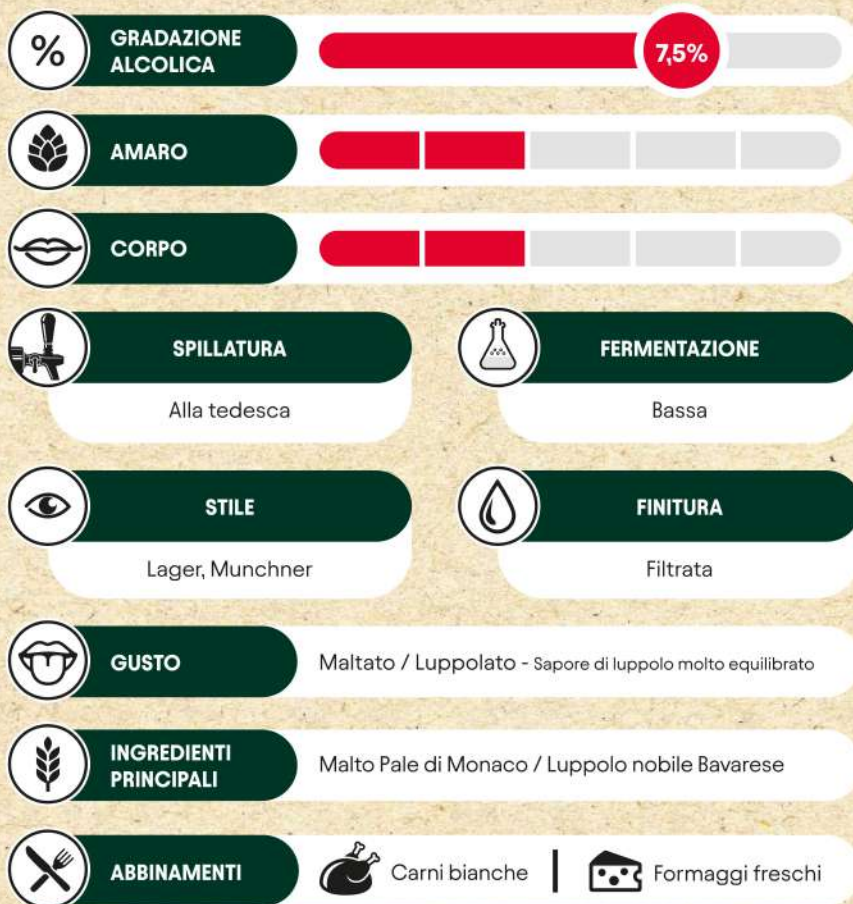 %
GRADAZIONE
ALCOLICA
7,5%
AMARO
CORPO
SPILLATURA
Alla tedesca
FERMENTAZIONE
Bassa
STILE
Lager, Munchner
FINITURA
Filtrata
GUSTO
Maltato / Luppolato - Sapore di luppolo molto equilibrato
INGREDIENTI
PRINCIPALI
Malto Pale di Monaco / Luppolo nobile Bavarese
ABBINAMENTI
Carni bianche
Formaggi freschi